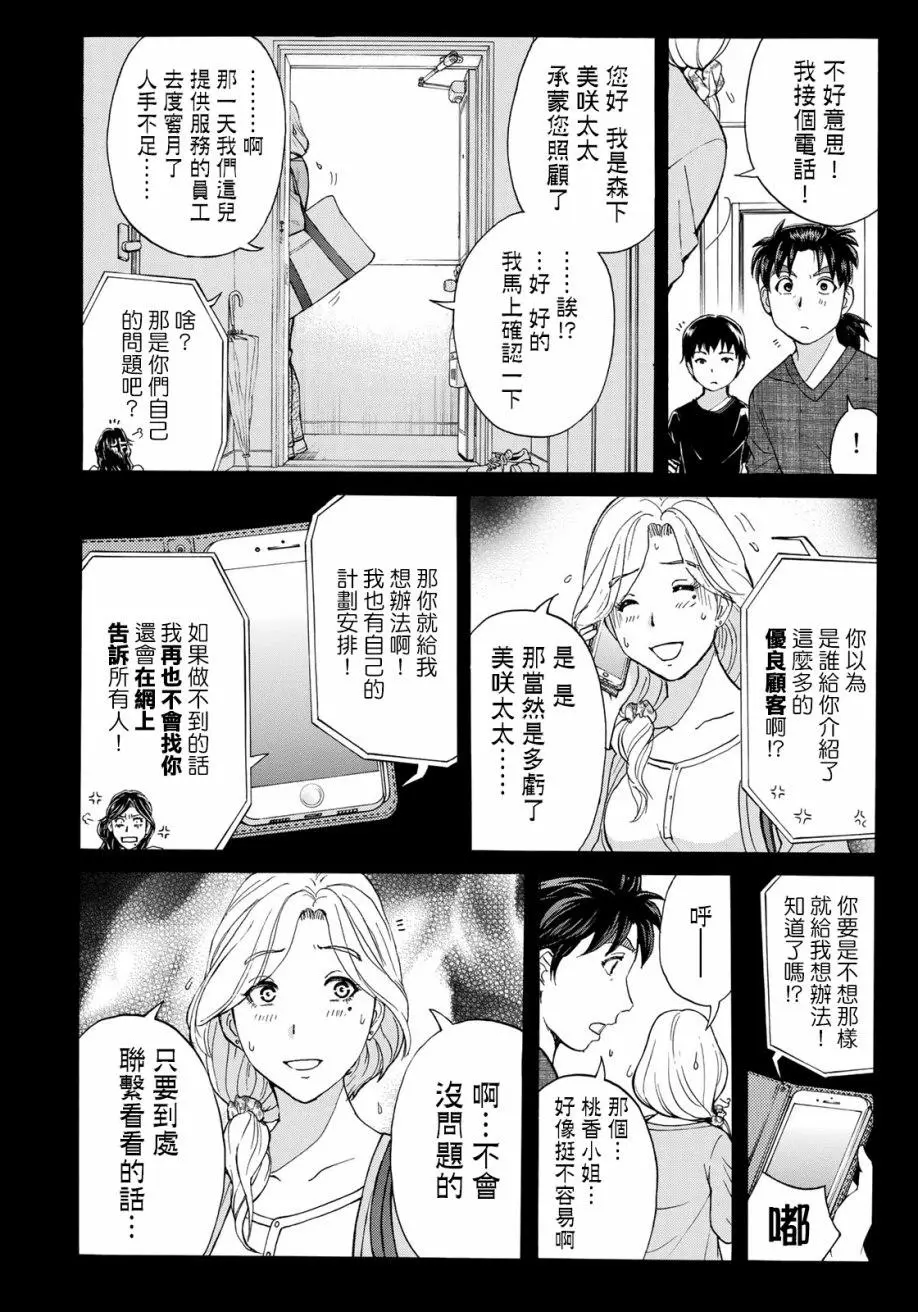 不好意思！
我接個電話！
！
您好 我是森下
美咲太太
承蒙您照顧了
……誒!?
…好 好的
我馬上確認一下
………啊
那一天我們這兒
提供服務的員工
去度蜜月了
人手不足……
啥？
那是你們自己
的問題吧？
你以為
是誰給你介紹了
這麼多的
優良顧客啊!?
是 是
那當然是多虧了
美咲太太……
那你就給我
想辦法啊！
我也有自己的
計劃安排！
如果做不到的話
我再也不會找你
還會在網上
告訴所有人！
你要是不想那樣
就給我想辦法！
知道了嗎!?
嘟
呼──
那個…
桃香小姐…
好像挺不容易啊
啊…不會
沒問題的
只要到處
聯繫看看的話…